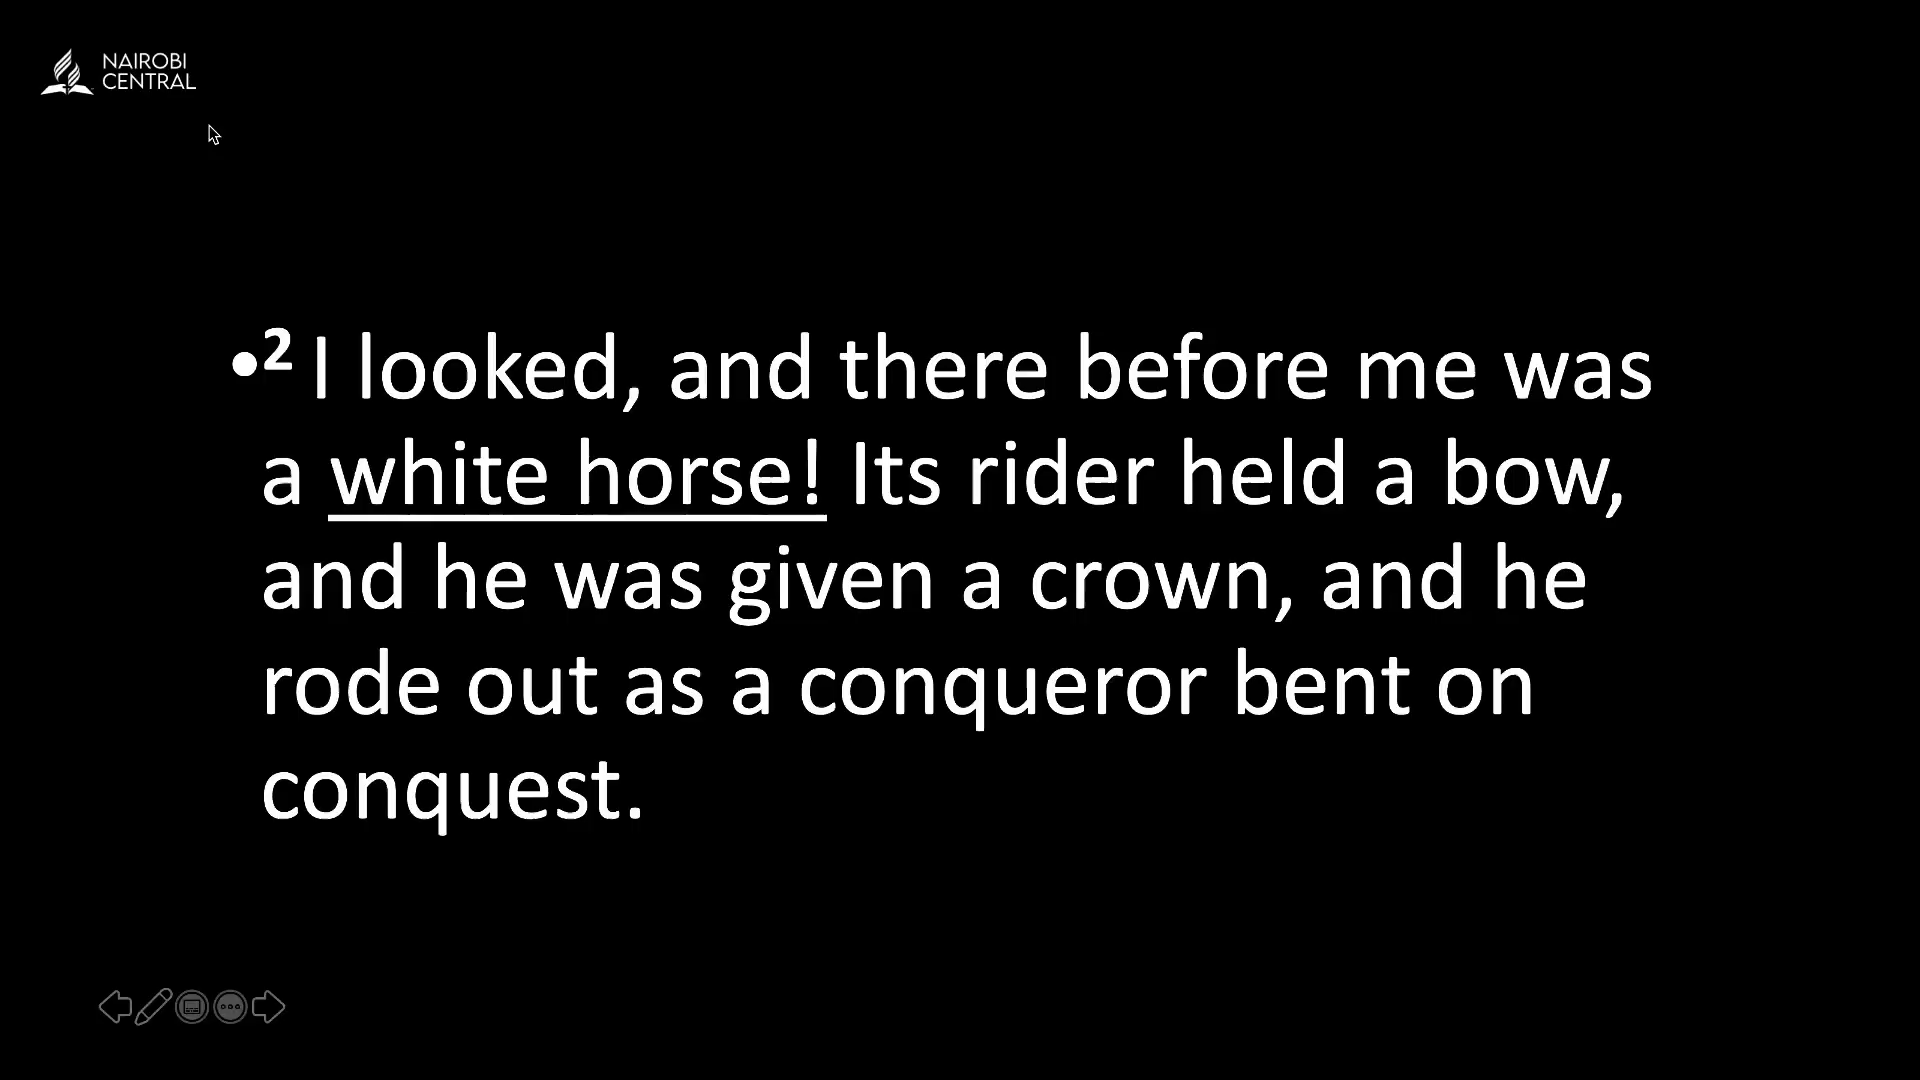 NAIROBI
CENTRAL
•2 I looked, and there before me was
a white horse! Its rider held a bow,
and he was given a crown, and he
rode out as a conqueror bent on
conquest.